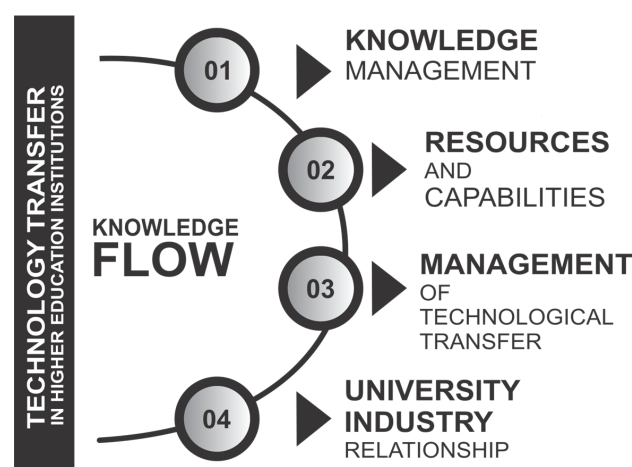 TECHNOLOGY TRANSFER
IN HIGHER EDUCATION INSTITUTIONS
KNOWLEDGE
FLOW
01
KNOWLEDGE
MANAGEMENT
02
RESOURCES
AND
CAPABILITIES
03
MANAGEMENT
OF
TECHNOLOGICAL
TRANSFER
04
UNIVERSITY
INDUSTRY
RELATIONSHIP